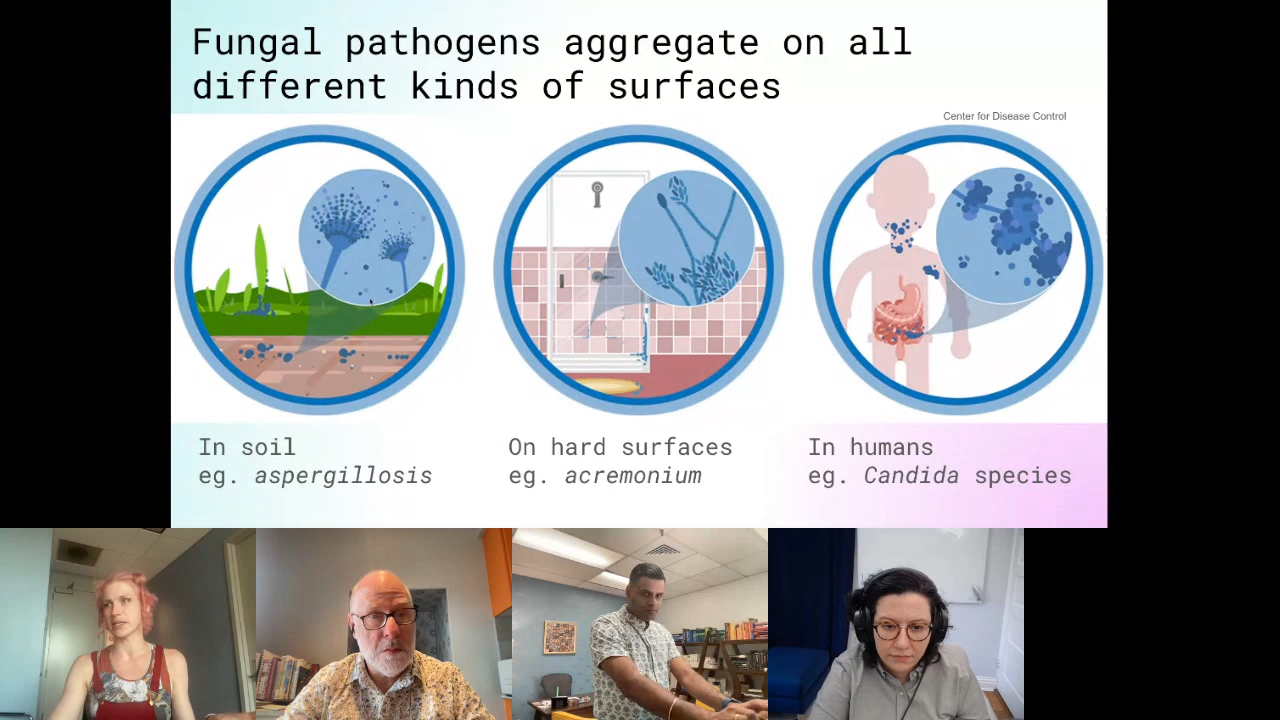 Fungal pathogens aggregate on all
different kinds of surfaces
Center for Disease Control
In soil
eg. aspergillosis
On hard surfaces
eg. acremonium
In humans
eg. Candida species